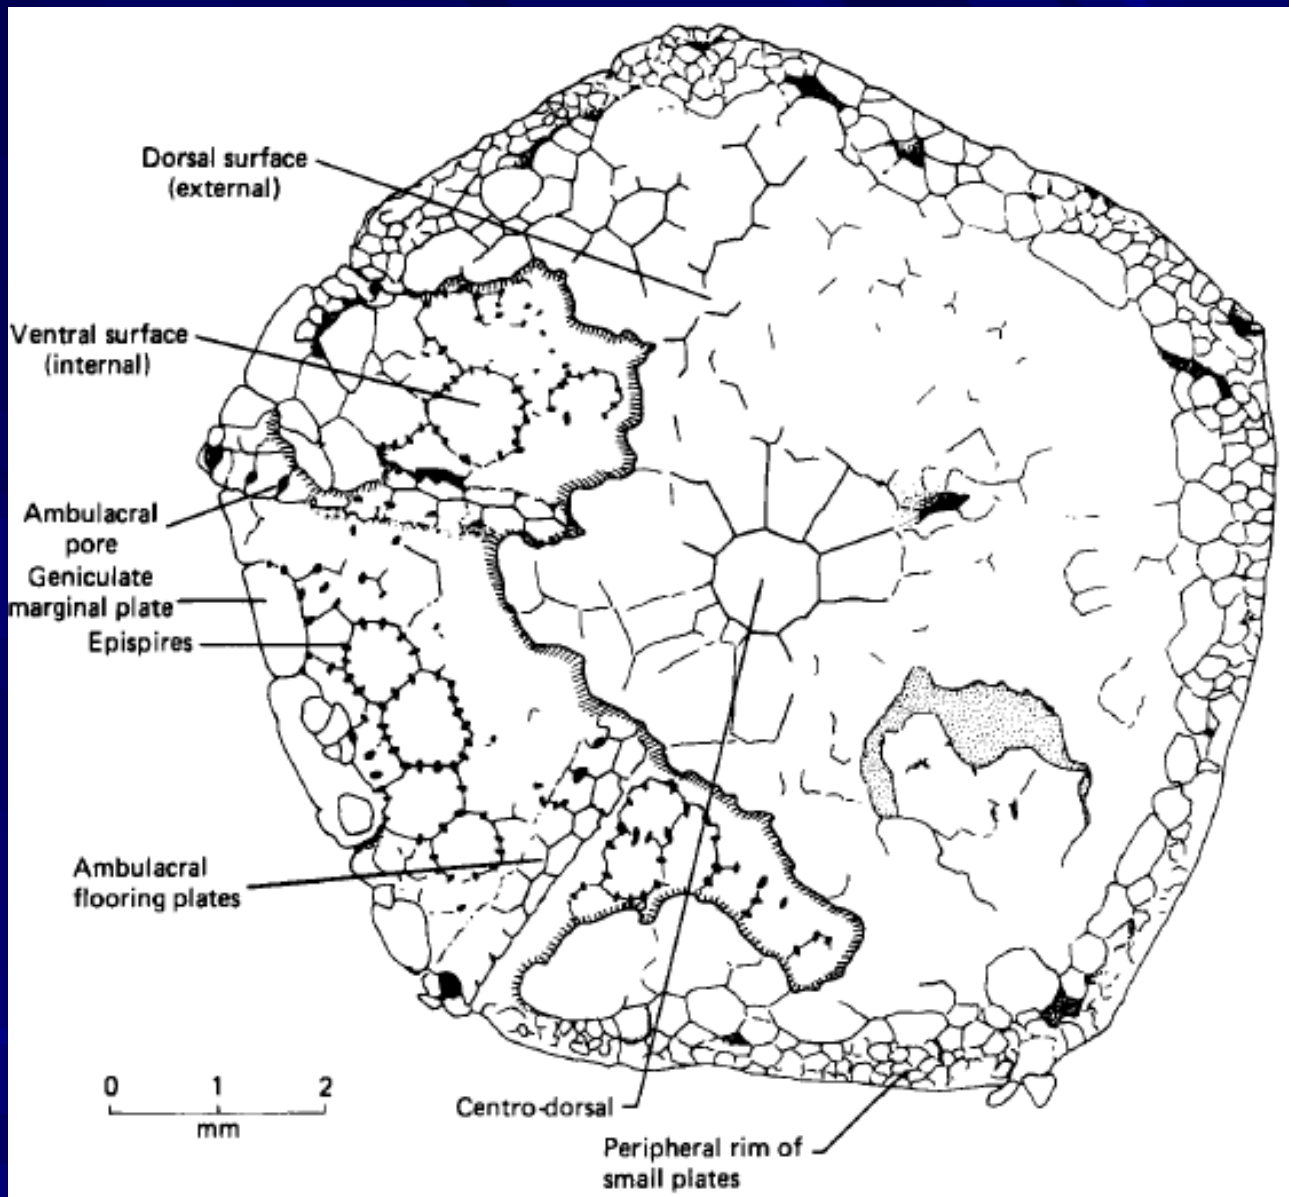 Dorsal surface
(external)
Ventral surface
(internal)
Ambulacral
pore
Geniculate
marginal plate
Epispires
Ambulacral
flooring plates
0 1 2
mm
Centro-dorsal
Peripheral rim of
small plates